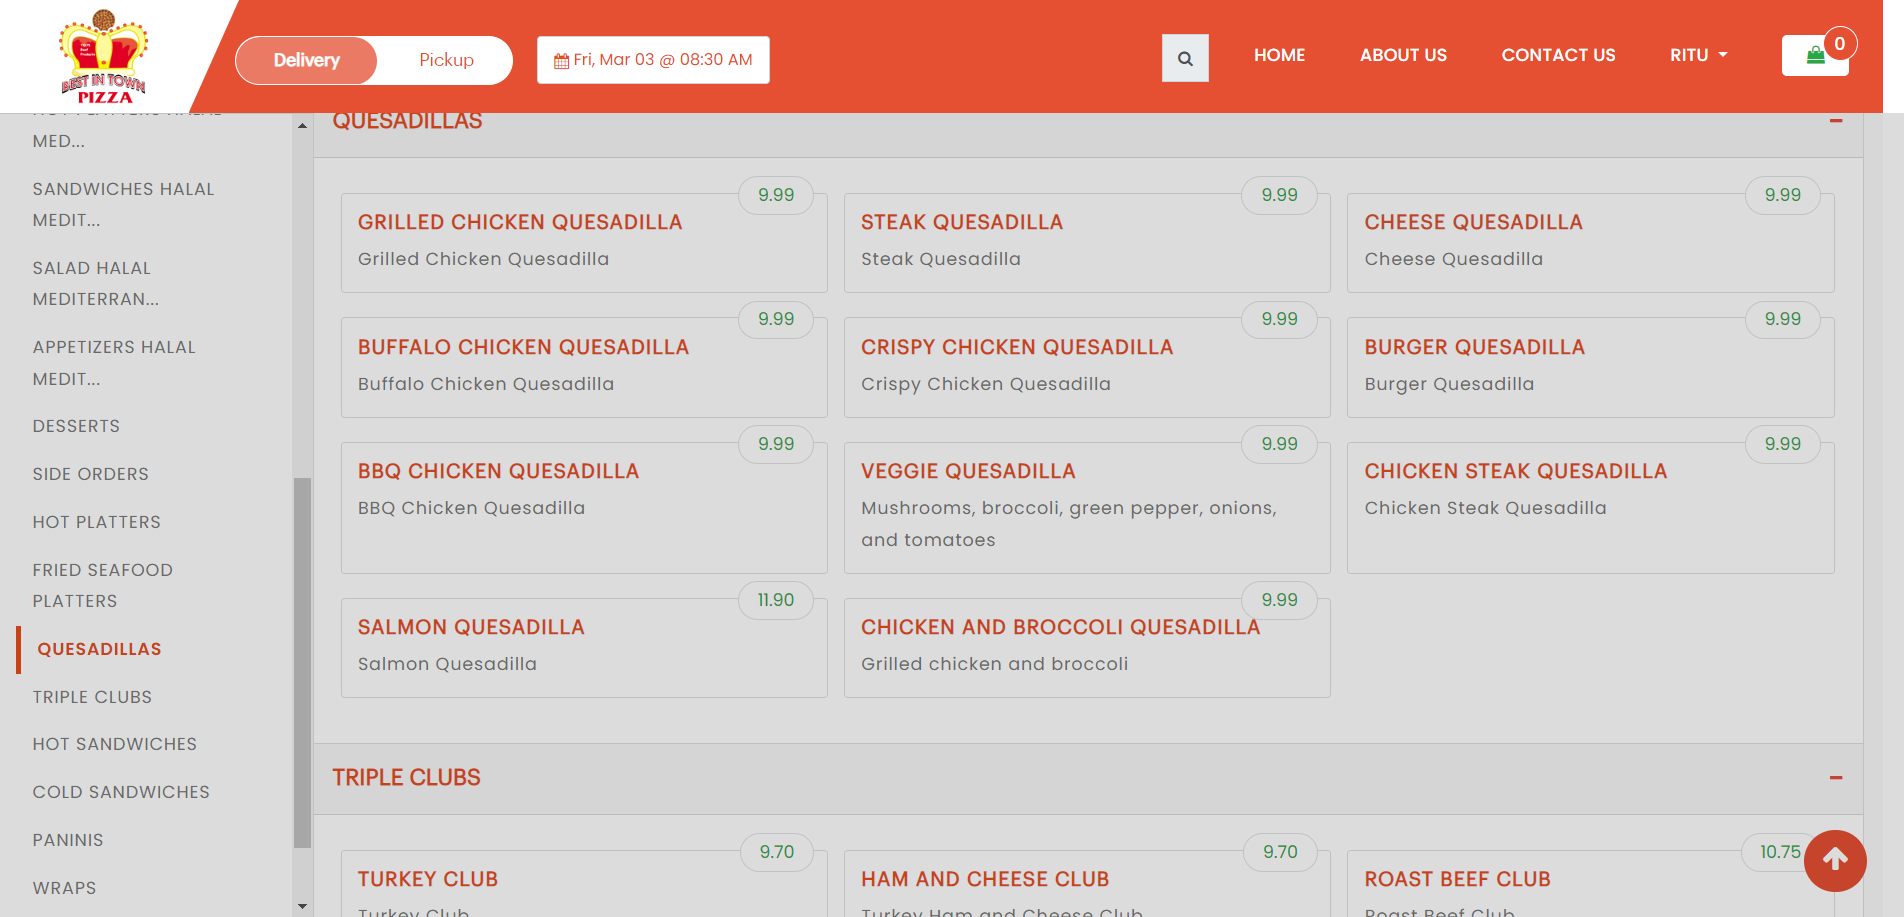 BEST IN TOWN
PIZZA
Delivery
Pickup
Fri, Mar 03 @ 08:30 AM
HOME
ABOUT US
CONTACT US
RITU
0
MED...
SANDWICHES HALAL
MEDIT...
SALAD HALAL
MEDITERRAN...
APPETIZERS HALAL
MEDIT...
DESSERTS
SIDE ORDERS
HOT PLATTERS
FRIED SEAFOOD
PLATTERS
QUESADILLAS
TRIPLE CLUBS
HOT SANDWICHES
COLD SANDWICHES
PANINIS
WRAPS
QUESADILLAS
9.99
GRILLED CHICKEN QUESADILLA
Grilled Chicken Quesadilla
9.99
STEAK QUESADILLA
Steak Quesadilla
9.99
CHEESE QUESADILLA
Cheese Quesadilla
9.99
BUFFALO CHICKEN QUESADILLA
Buffalo Chicken Quesadilla
9.99
CRISPY CHICKEN QUESADILLA
Crispy Chicken Quesadilla
9.99
BURGER QUESADILLA
Burger Quesadilla
9.99
BBQ CHICKEN QUESADILLA
BBQ Chicken Quesadilla
9.99
VEGGIE QUESADILLA
Mushrooms, broccoli, green pepper, onions,
and tomatoes
9.99
CHICKEN STEAK QUESADILLA
Chicken Steak Quesadilla
11.90
SALMON QUESADILLA
Salmon Quesadilla
9.99
CHICKEN AND BROCCOLI QUESADILLA
Grilled chicken and broccoli
TRIPLE CLUBS
9.70
TURKEY CLUB
Turkey Club
9.70
HAM AND CHEESE CLUB
Turkey Ham and Cheese Club
10.75
ROAST BEEF CLUB
Roast Beef Club